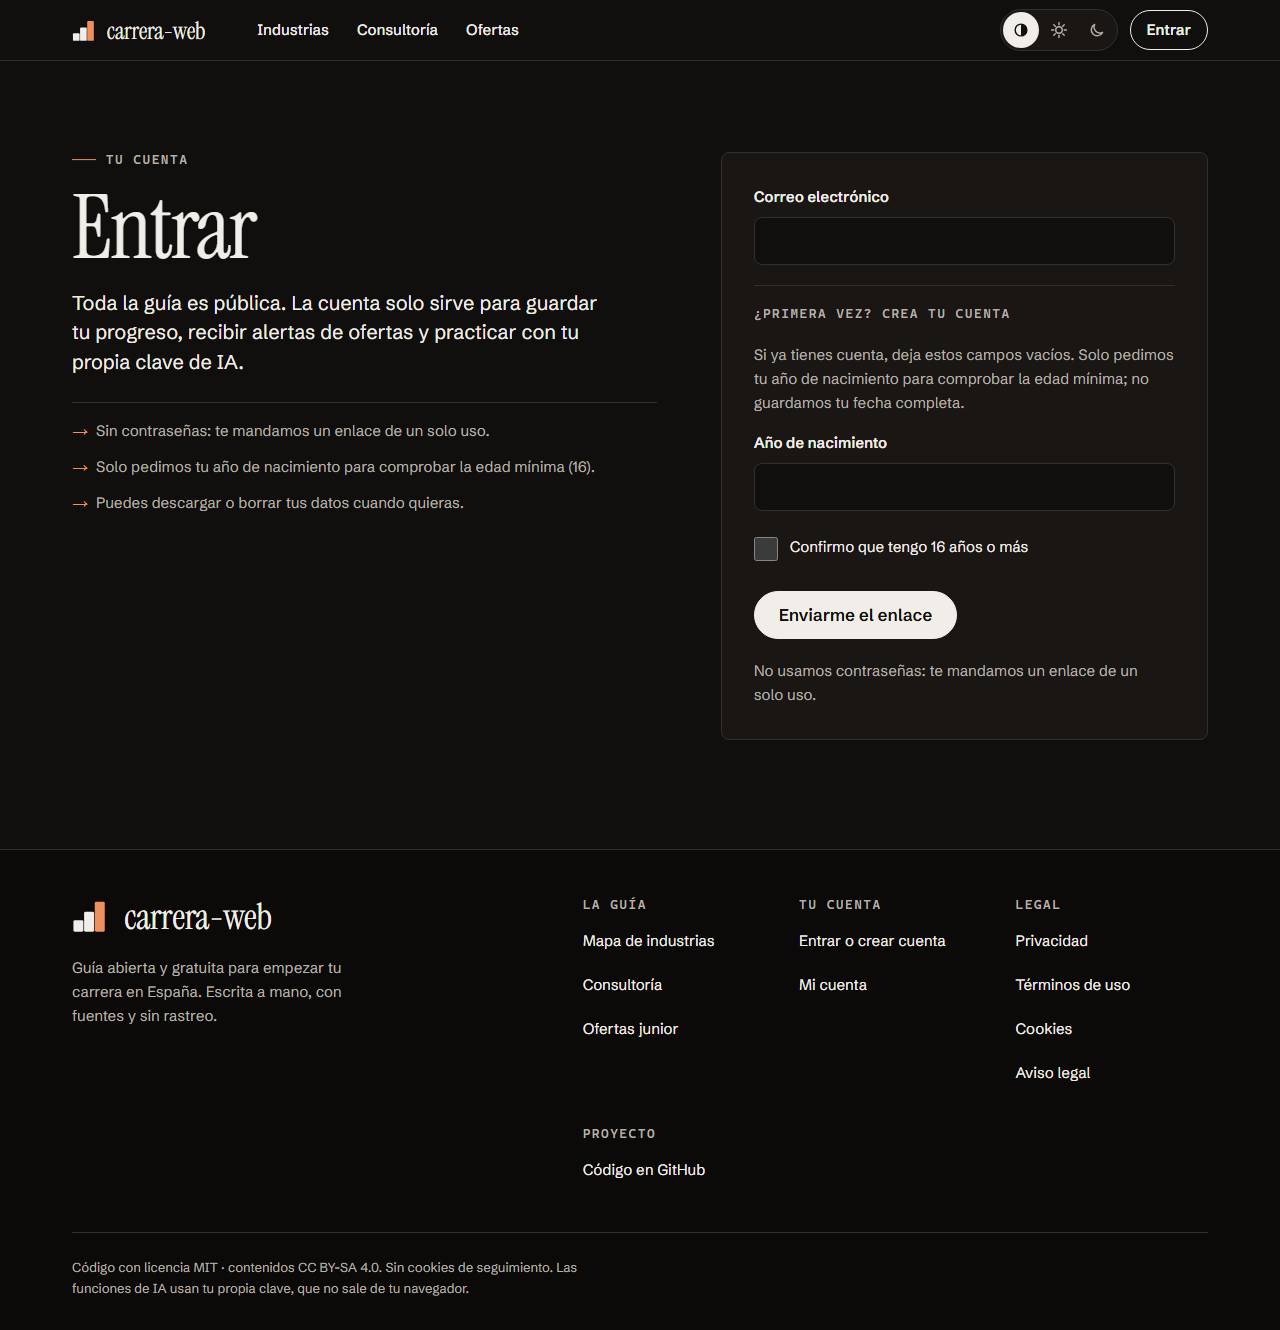 carrera-web
Industrias
Consultoría
Ofertas
Entrar
TU CUENTA
Entrar
Toda la guía es pública. La cuenta solo sirve para guardar
tu progreso, recibir alertas de ofertas y practicar con tu
propia clave de IA.
→ Sin contraseñas: te mandamos un enlace de un solo uso.
→ Solo pedimos tu año de nacimiento para comprobar la edad mínima (16).
→ Puedes descargar o borrar tus datos cuando quieras.
Correo electrónico
¿PRIMERA VEZ? CREA TU CUENTA
Si ya tienes cuenta, deja estos campos vacíos. Solo pedimos
tu año de nacimiento para comprobar la edad mínima; no
guardamos tu fecha completa.
Año de nacimiento
Confirmo que tengo 16 años o más
Enviarme el enlace
No usamos contraseñas: te mandamos un enlace de un
solo uso.
carrera-web
Guía abierta y gratuita para empezar tu
carrera en España. Escrita a mano, con
fuentes y sin rastreo.
LA GUÍA
Mapa de industrias
Consultoría
Ofertas junior
TU CUENTA
Entrar o crear cuenta
Mi cuenta
LEGAL
Privacidad
Términos de uso
Cookies
Aviso legal
PROYECTO
Código en GitHub
Código con licencia MIT · contenidos CC BY-SA 4.0. Sin cookies de seguimiento. Las
funciones de IA usan tu propia clave, que no sale de tu navegador.